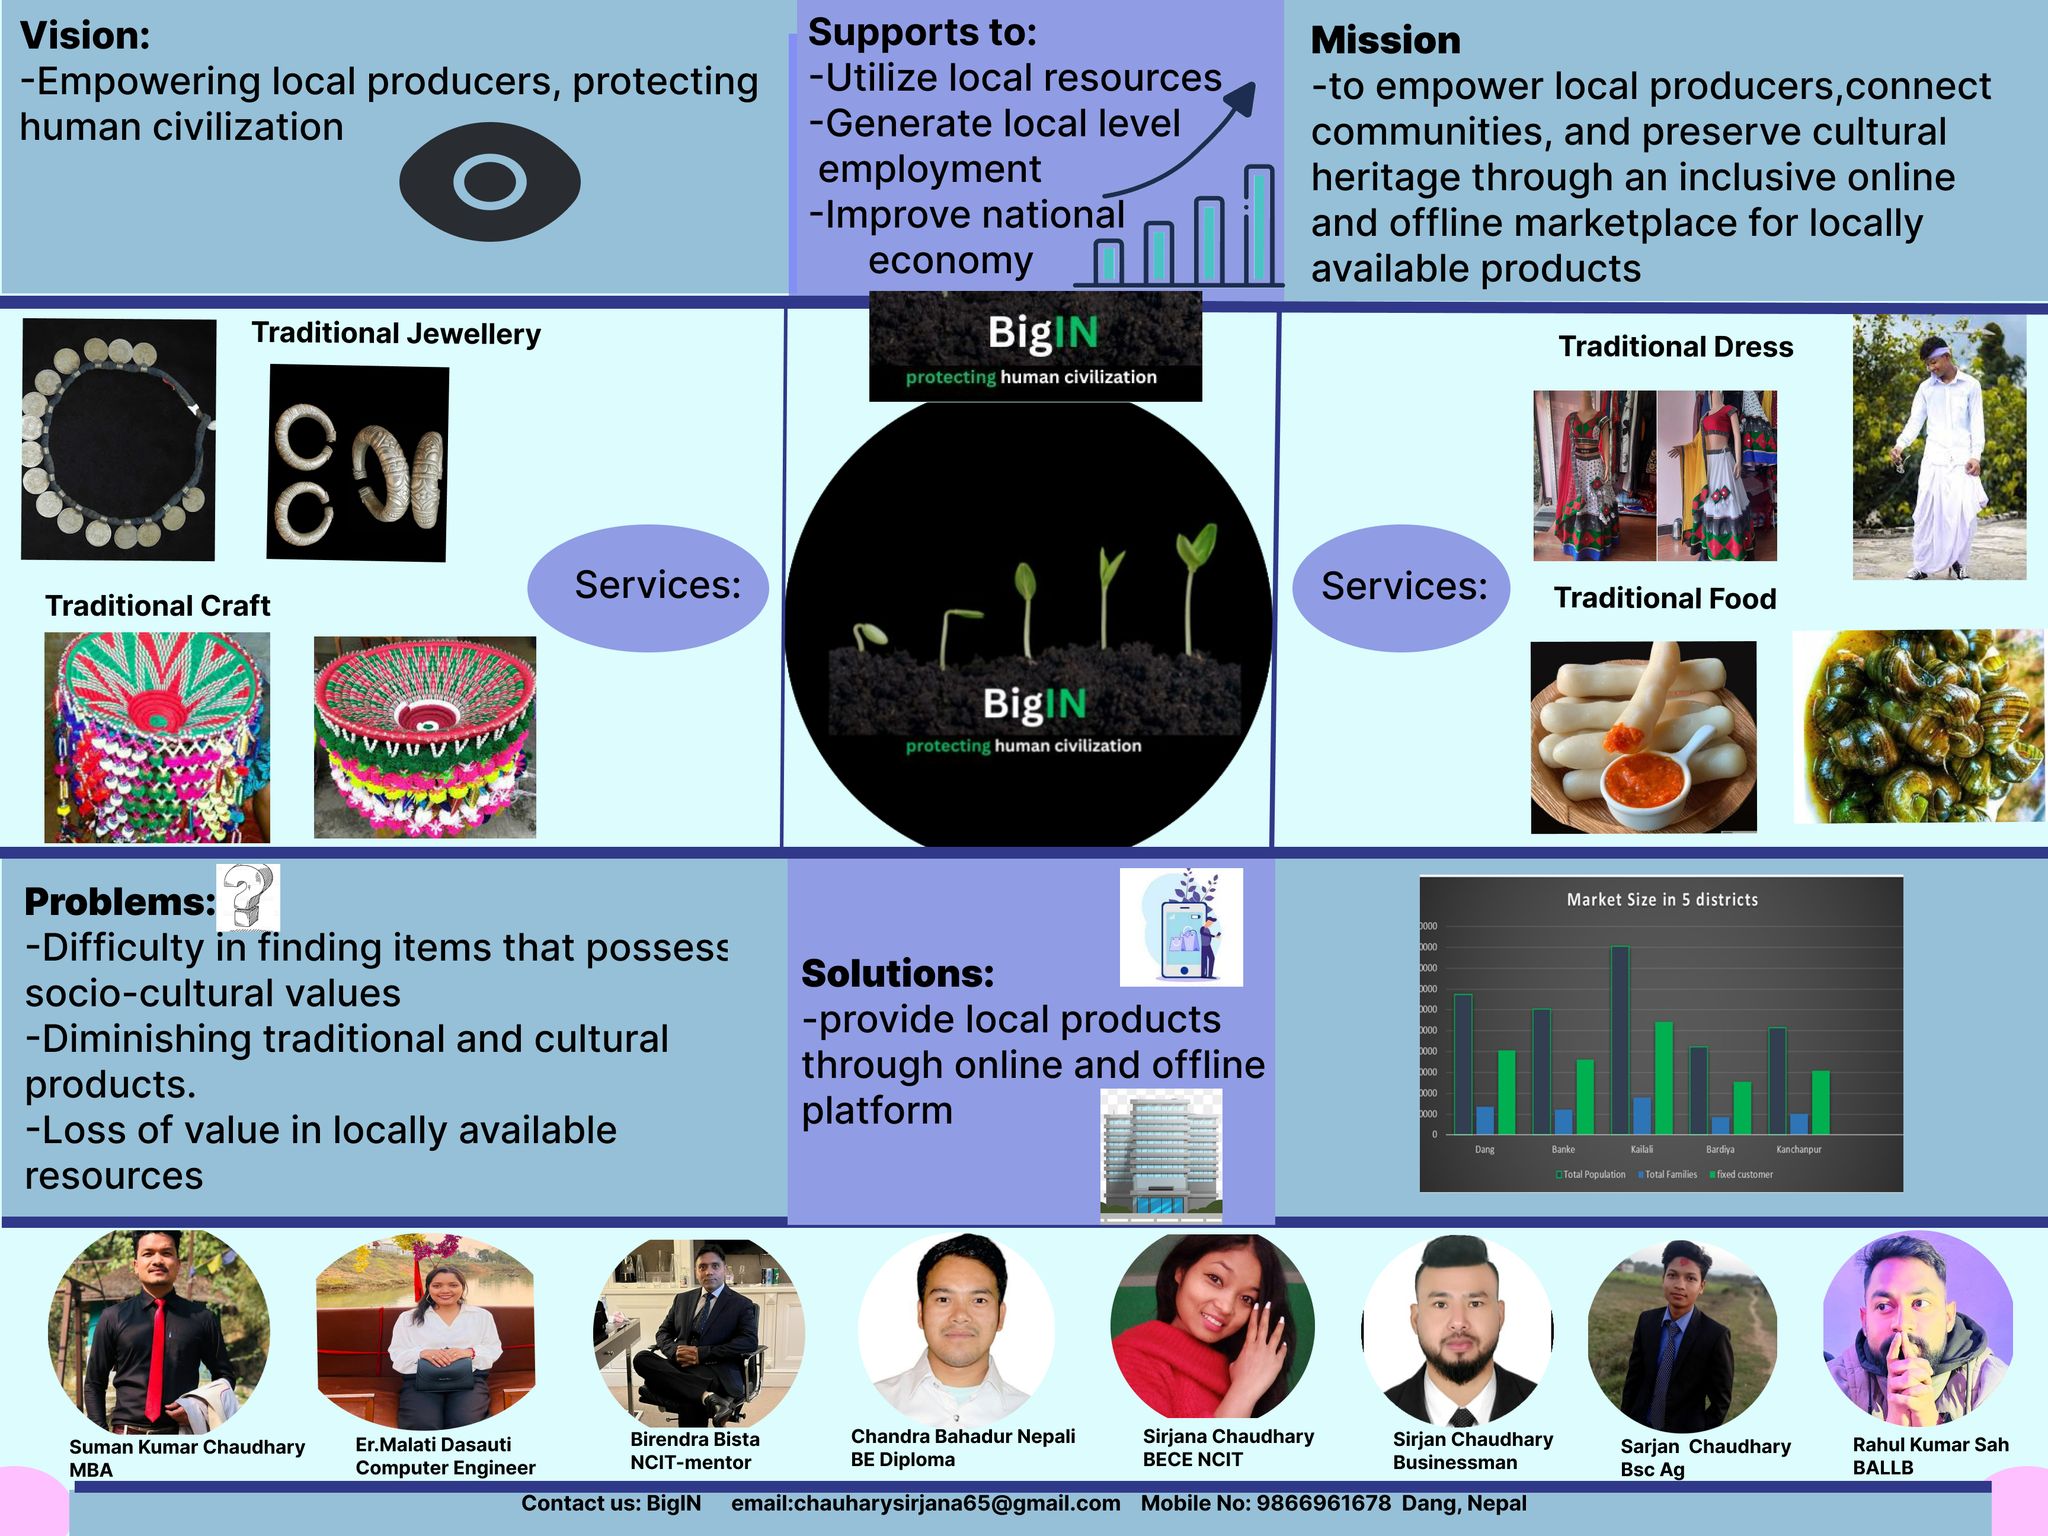 Vision:
-Empowering local producers, protecting
human civilization
Supports to:
-Utilize local resources
-Generate local level
employment
-Improve national
economy
Mission
-to empower local producers,connect
communities, and preserve cultural
heritage through an inclusive online
and offline marketplace for locally
available products
Traditional Jewellery
Traditional Craft
Services:
BigIN
protecting human civilization
BigIN
protecting human civilization
Services:
Traditional Dress
Traditional Food
Problems:
-Difficulty in finding items that possess
socio-cultural values
-Diminishing traditional and cultural
products.
-Loss of value in locally available
resources
Solutions:
-provide local products
through online and offline
platform
Market Size in 5 districts
0
Dang Banke Kailali Bardiya Kanchanpur
Total Population Total Families fixed customer
Suman Kumar Chaudhary
MBA
Er.Malati Dasauti
Computer Engineer
Birendra Bista
NCIT-mentor
Chandra Bahadur Nepali
BE Diploma
Sirjana Chaudhary
BECE NCIT
Sirjan Chaudhary
Businessman
Sarjan Chaudhary
Bsc Ag
Rahul Kumar Sah
BALLB
Contact us: BigIN email:chauharysirjana65@gmail.com Mobile No: 9866961678 Dang, Nepal